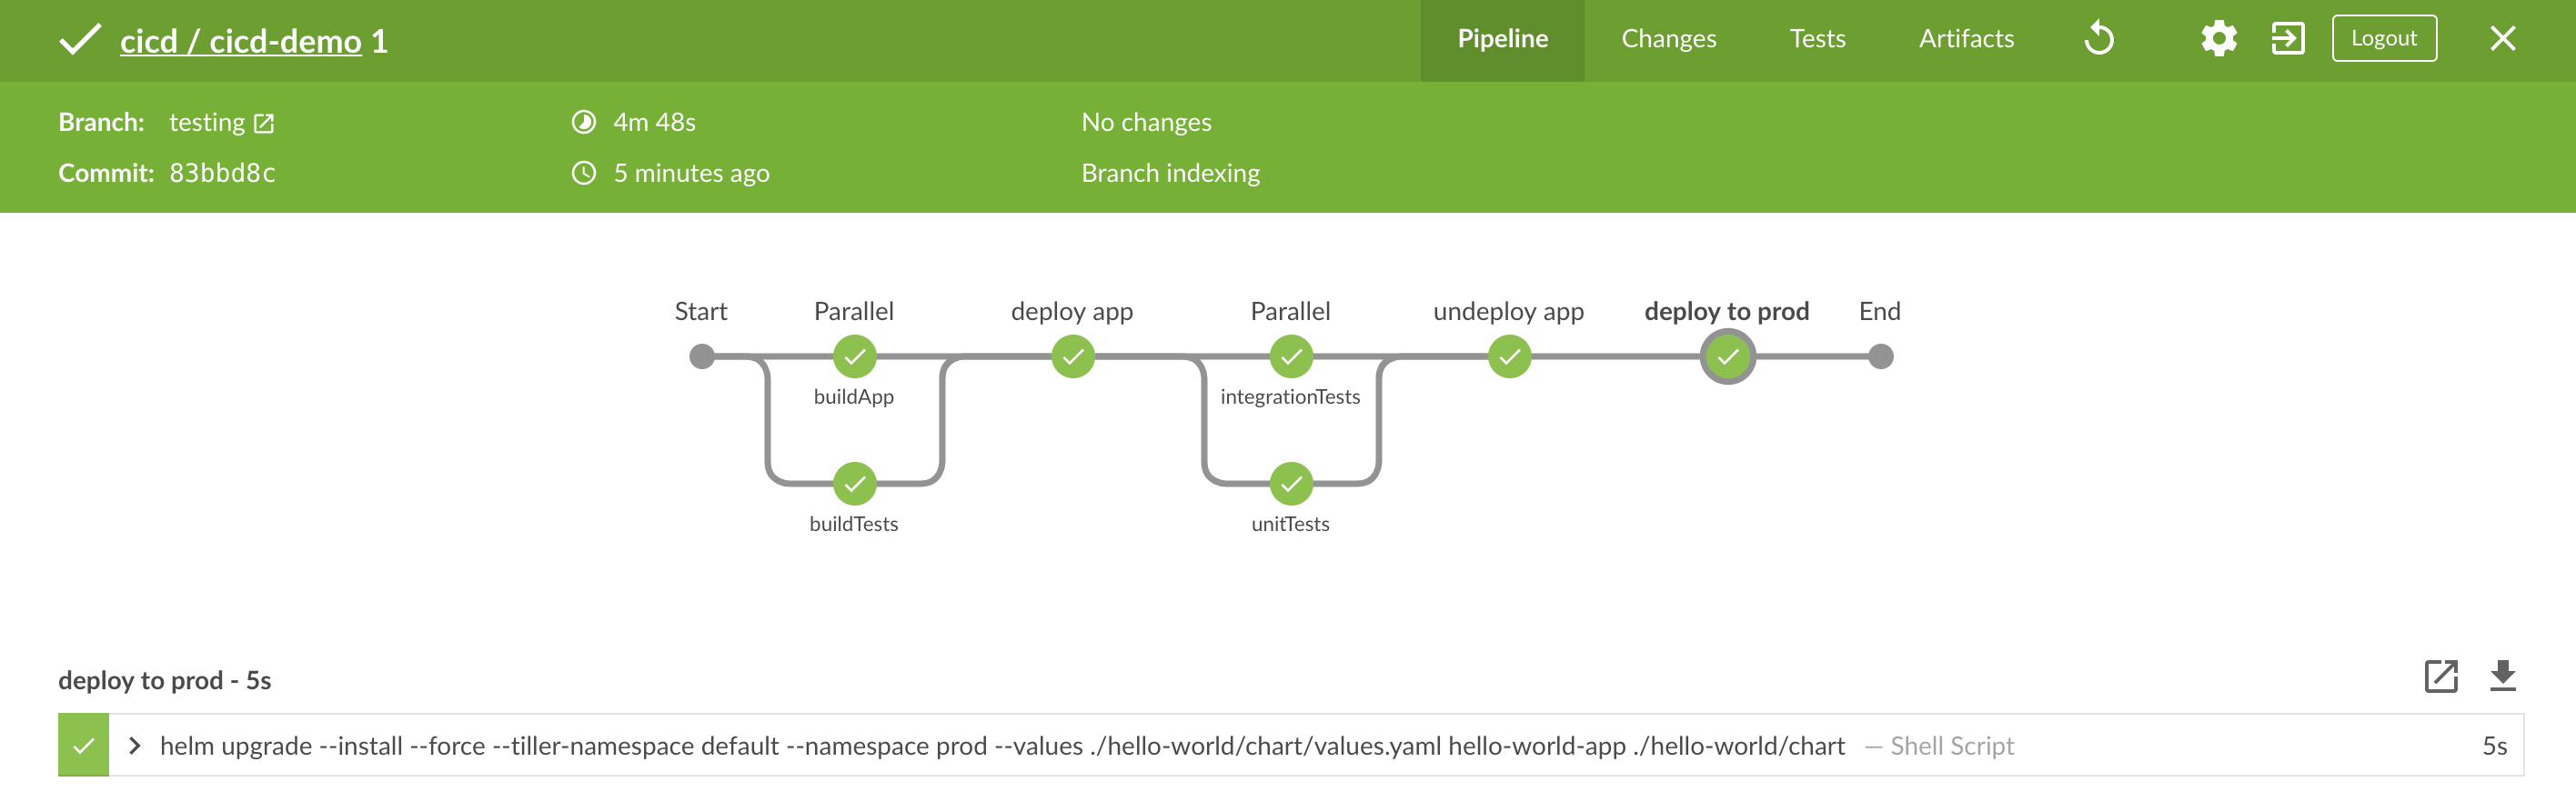 cicd / cicd-demo 1
Pipeline
Changes
Tests
Artifacts
Logout
Branch: testing
4m 48s
No changes
Commit: 83bbd8c
5 minutes ago
Branch indexing
Start
Parallel
deploy app
Parallel
undeploy app
deploy to prod
End
buildApp
integrationTests
buildTests
unitTests
deploy to prod - 5s
helm upgrade --install --force --tiller-namespace default --namespace prod --values ./hello-world/chart/values.yaml hello-world-app ./hello-world/chart — Shell Script 5s